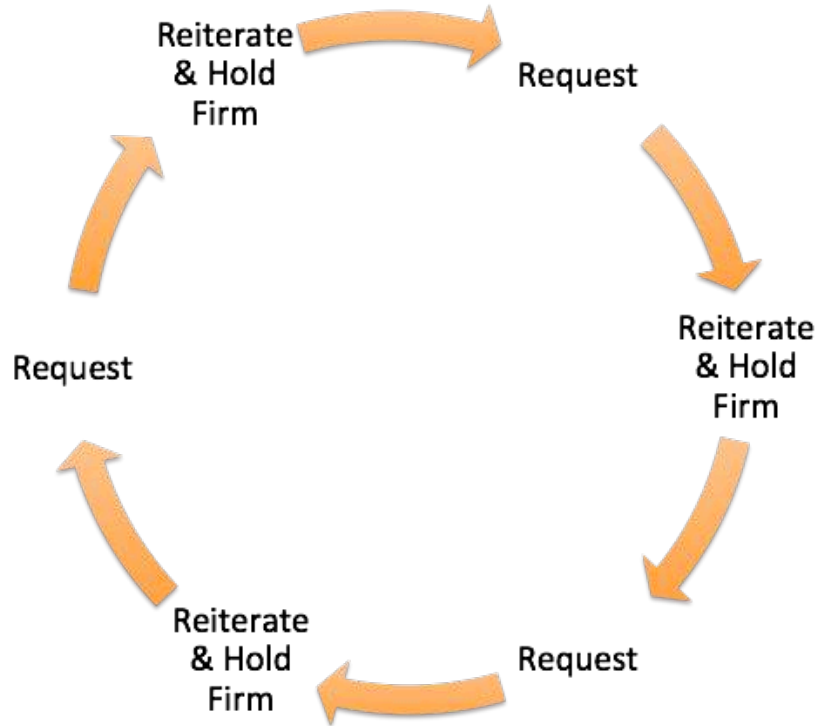 Reiterate
& Hold
Firm
Request
Reiterate
& Hold
Firm
Request
Reiterate
& Hold
Firm
Request